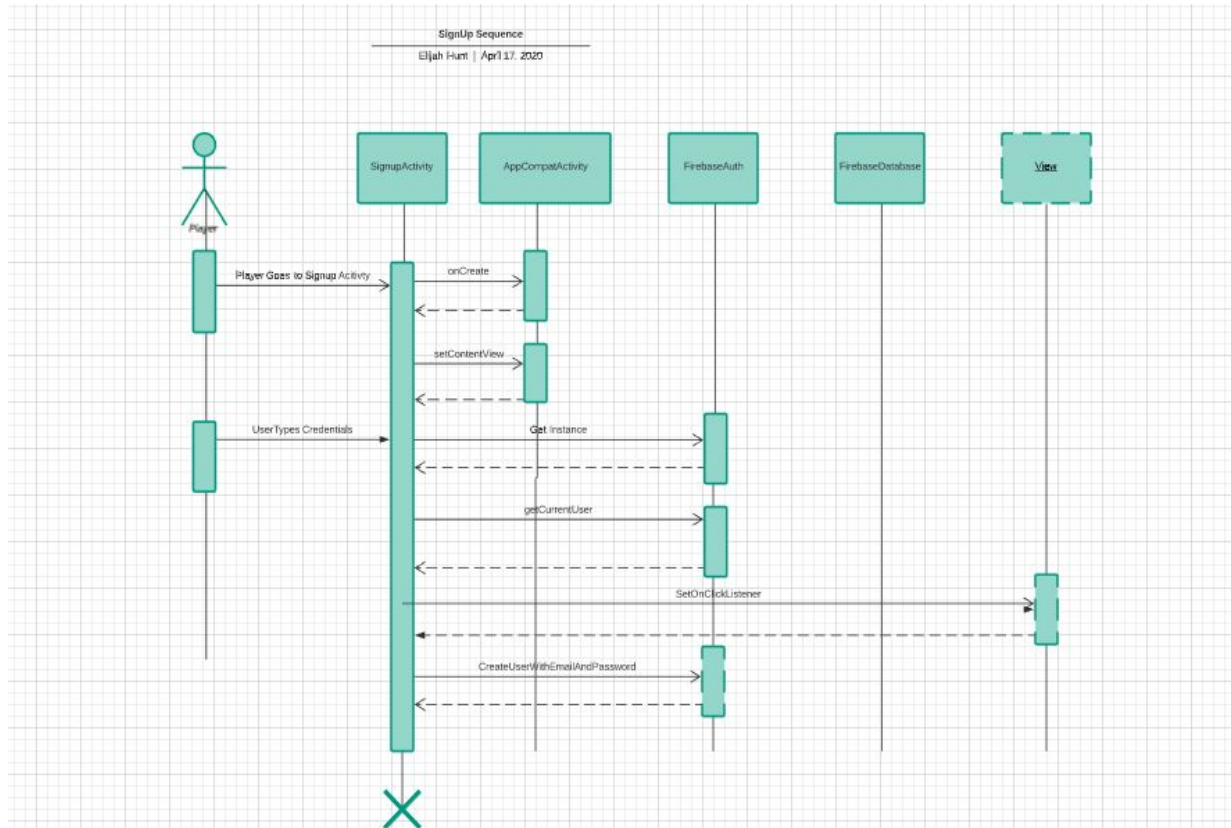 SignUp Sequence
Elijah Hunt | April 17, 2020
SignupActivity
AppCompatActivity
FirebaseAuth
FirebaseDatabase
View
Player
Player Goes to Signup Acitivty
onCreate
setContentView
UserTypes Credentials
Get Instance
getCurrentUser
SetOnClickListener
CreateUserWithEmailAndPassword